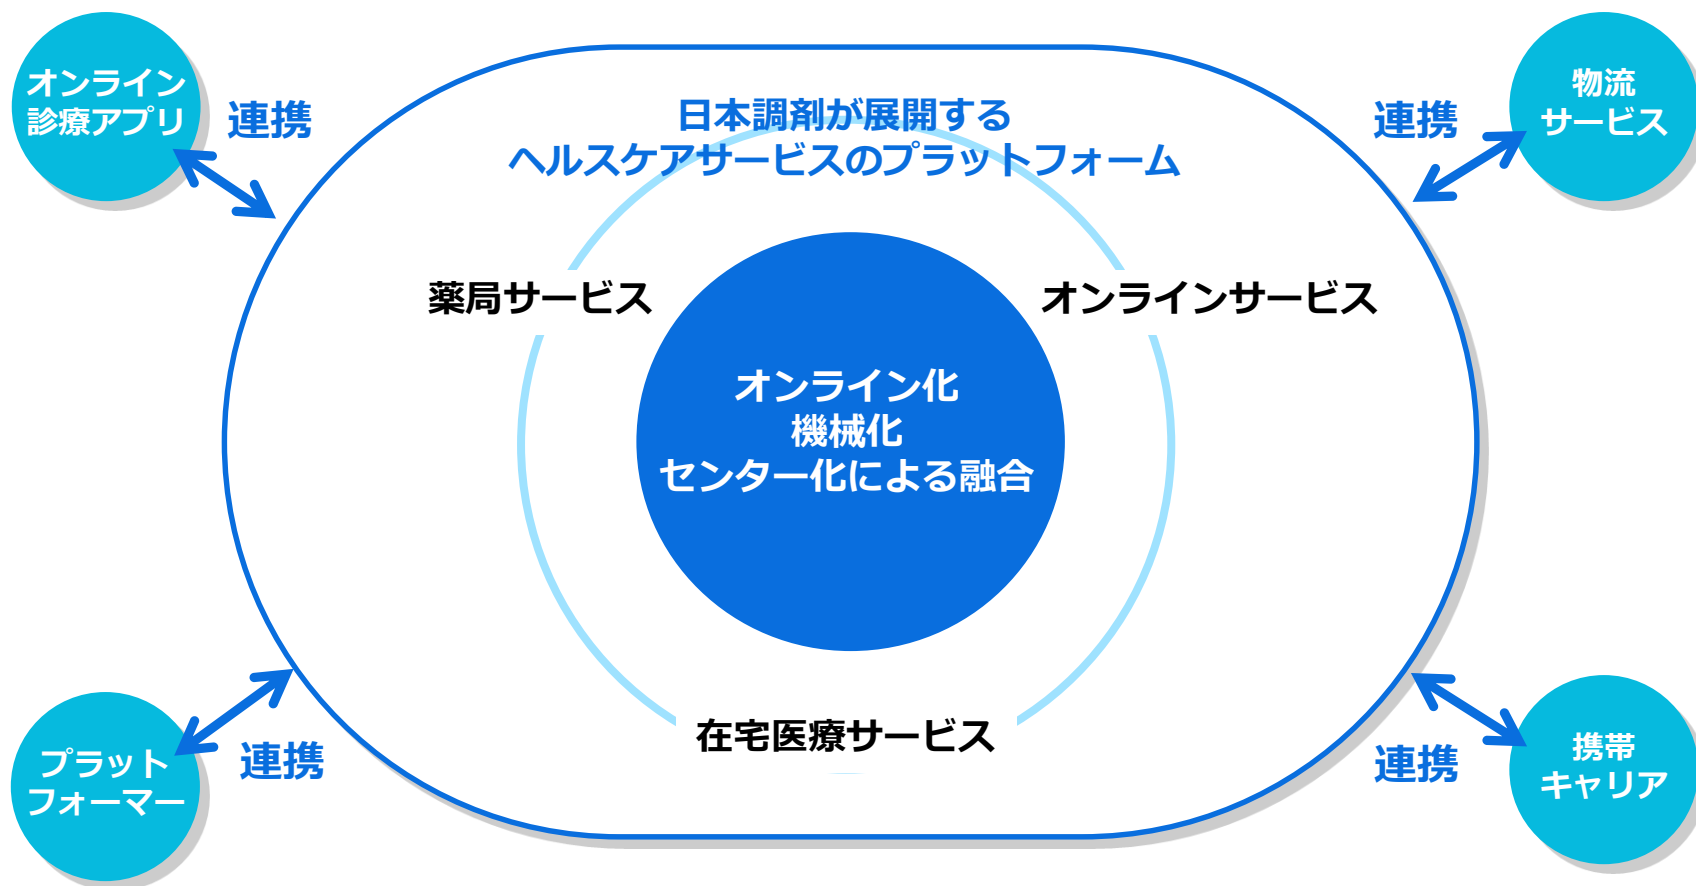 オンライン
診療アプリ
連携
日本調剤が展開する
ヘルスケアサービスのプラットフォーム
連携
物流
サービス
薬局サービス
オンラインサービス
オンライン化
機械化
センター化による融合
在宅医療サービス
プラット
フォーマー
連携
連携
携帯
キャリア